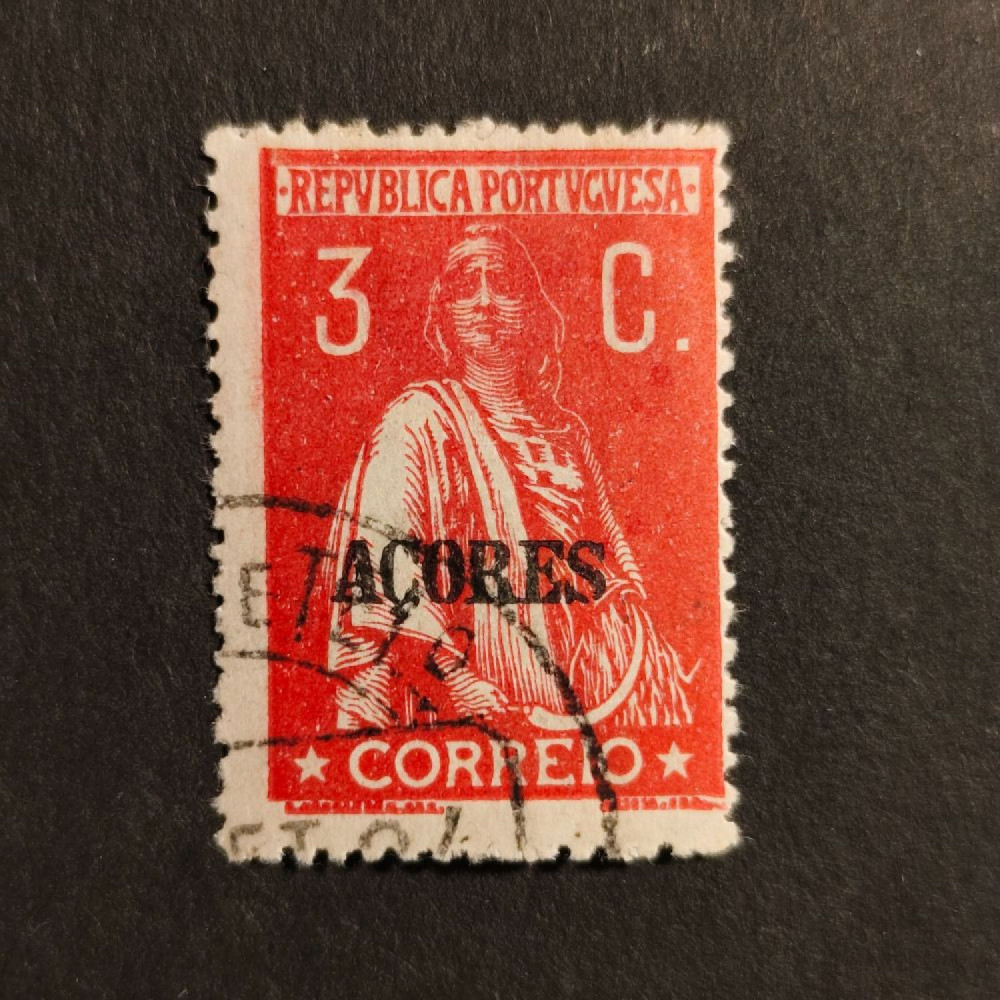 ·REPVBLICA PORTVGVESA·
3 C.
AÇORES
CORREIO